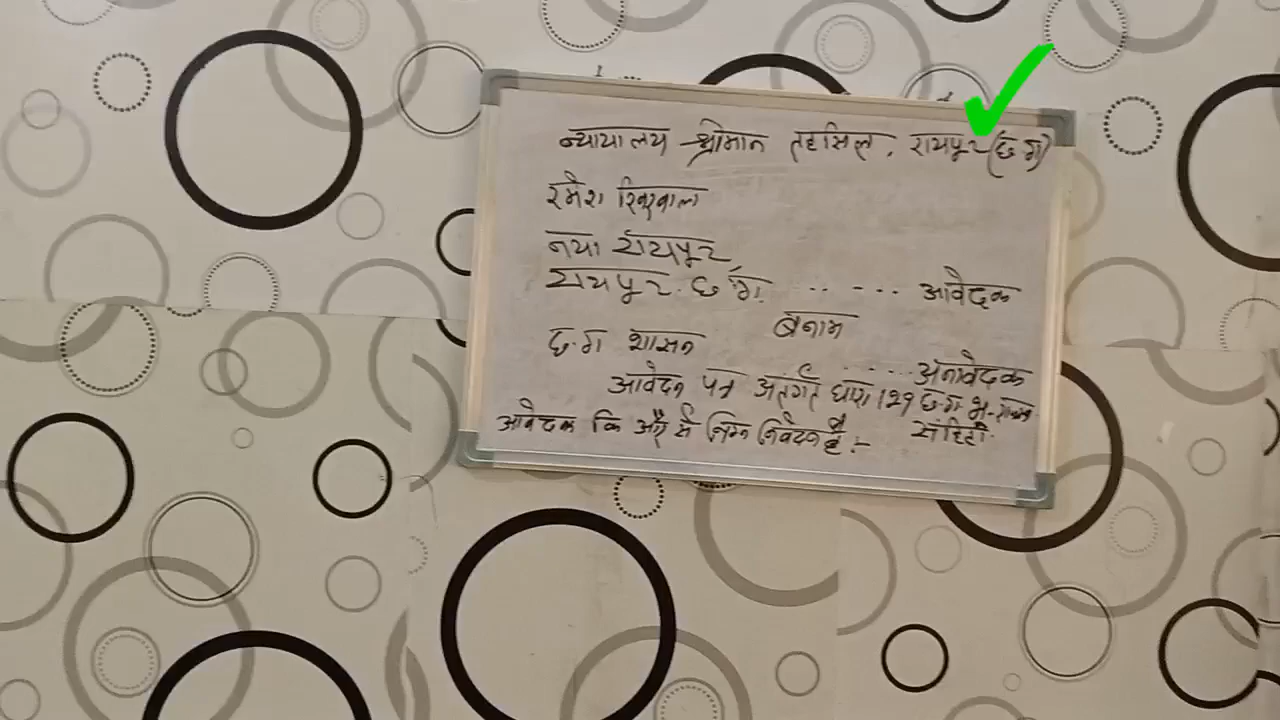 न्यायालय श्रीमान तहसिल, रायपुर (छ.ग)
रमेश
नया रायपुर,
रायपुर. छ.ग. ..... आवेदक
बनाम
छ.ग शासन ..... अनावेदक
आवेदन पत्र अंतर्गत धारा 129 छ.ग भू-राजस्व संहिता.
आवेदक कि और से निम्न निवेदन है :-